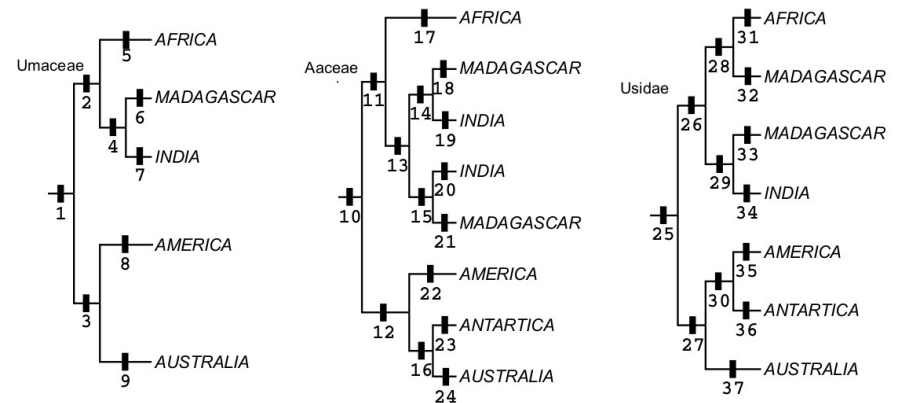 Umaceae
5
AFRICA
2
6
MADAGASCAR
4
7
INDIA
1
8
AMERICA
3
9
AUSTRALIA
Aaceae
17
AFRICA
11
18
MADAGASCAR
14
19
INDIA
13
20
INDIA
15
21
MADAGASCAR
10
22
AMERICA
12
23
ANTARTICA
16
24
AUSTRALIA
Usidae
31
AFRICA
28
32
MADAGASCAR
26
33
MADAGASCAR
29
34
INDIA
25
35
AMERICA
30
36
ANTARTICA
27
37
AUSTRALIA